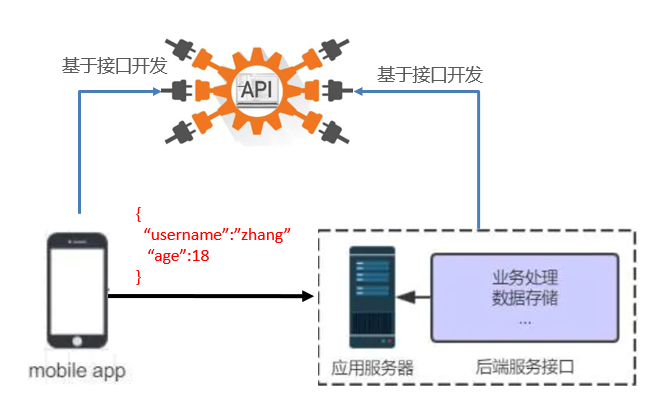 基于接口开发
API
基于接口开发
{
“username”:”zhang”
“age”:18
}
mobile app
业务处理
数据存储
...
应用服务器
后端服务接口